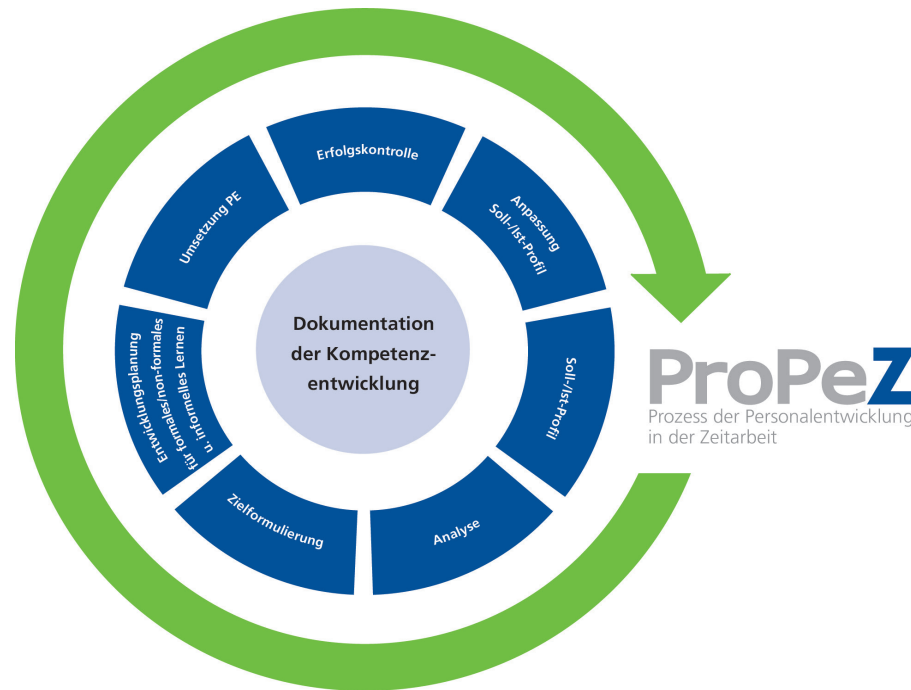 Erfolgskontrolle
Anpassung
Soll-/Ist-Profil
Soll-/Ist-Profil
Analyse
Zielformulierung
Entwicklungsplanung
für formales/non-formales
u. informelles Lernen
Umsetzung PE
Dokumentation
der Kompetenz-
entwicklung
ProPeZ
Prozess der Personalentwicklung
in der Zeitarbeit